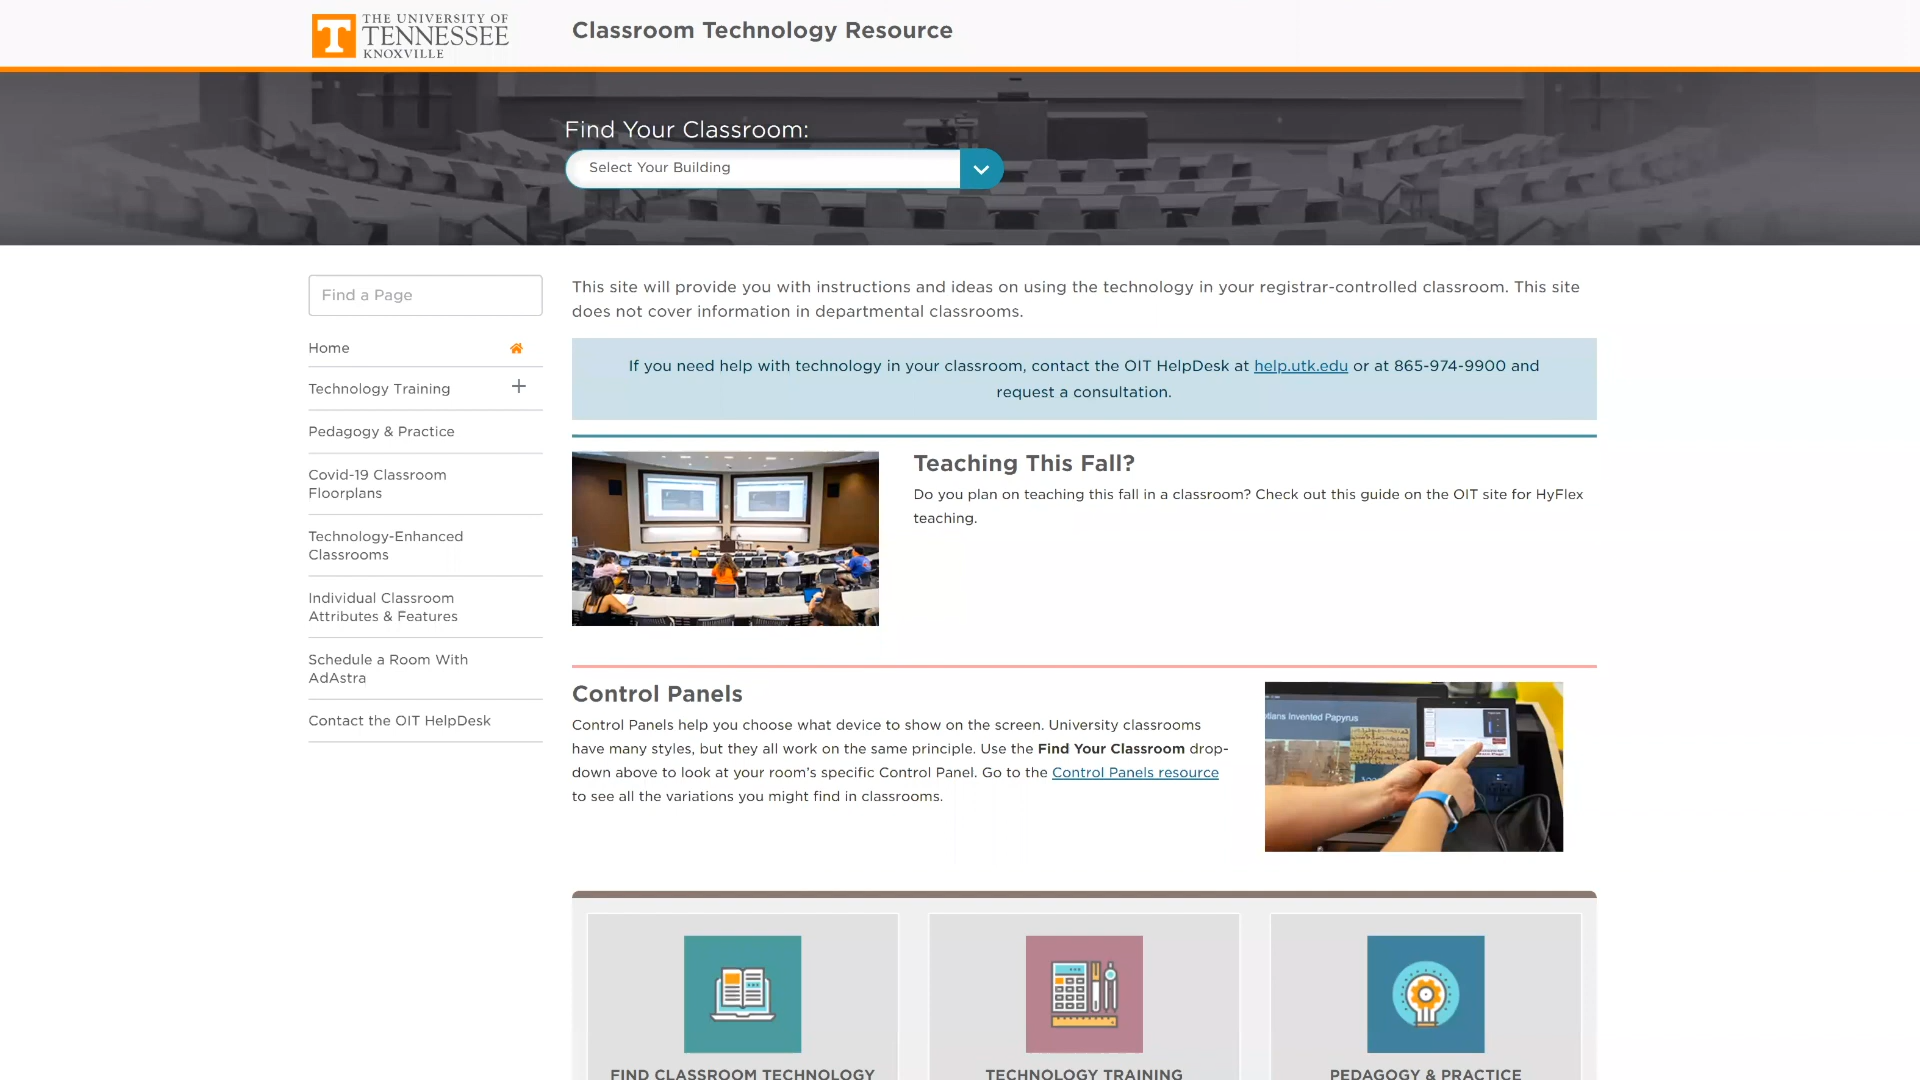 THE UNIVERSITY OF
TENNESSEE
KNOXVILLE
Classroom Technology Resource
Find Your Classroom:
Select Your Building
Find a Page
Home
Technology Training
Pedagogy & Practice
Covid-19 Classroom
Floorplans
Technology-Enhanced
Classrooms
Individual Classroom
Attributes & Features
Schedule a Room With
AdAstra
Contact the OIT HelpDesk
This site will provide you with instructions and ideas on using the technology in your registrar-controlled classroom. This site
does not cover information in departmental classrooms.
If you need help with technology in your classroom, contact the OIT HelpDesk at help.utk.edu or at 865-974-9900 and
request a consultation.
Teaching This Fall?
Do you plan on teaching this fall in a classroom? Check out this guide on the OIT site for HyFlex
teaching.
Control Panels
Control Panels help you choose what device to show on the screen. University classrooms
have many styles, but they all work on the same principle. Use the Find Your Classroom drop-
down above to look at your room's specific Control Panel. Go to the Control Panels resource
to see all the variations you might find in classrooms.
tians Invented Papyrus
FIND CLASSROOM TECHNOLOGY
TECHNOLOGY TRAINING
PEDAGOGY & PRACTICE